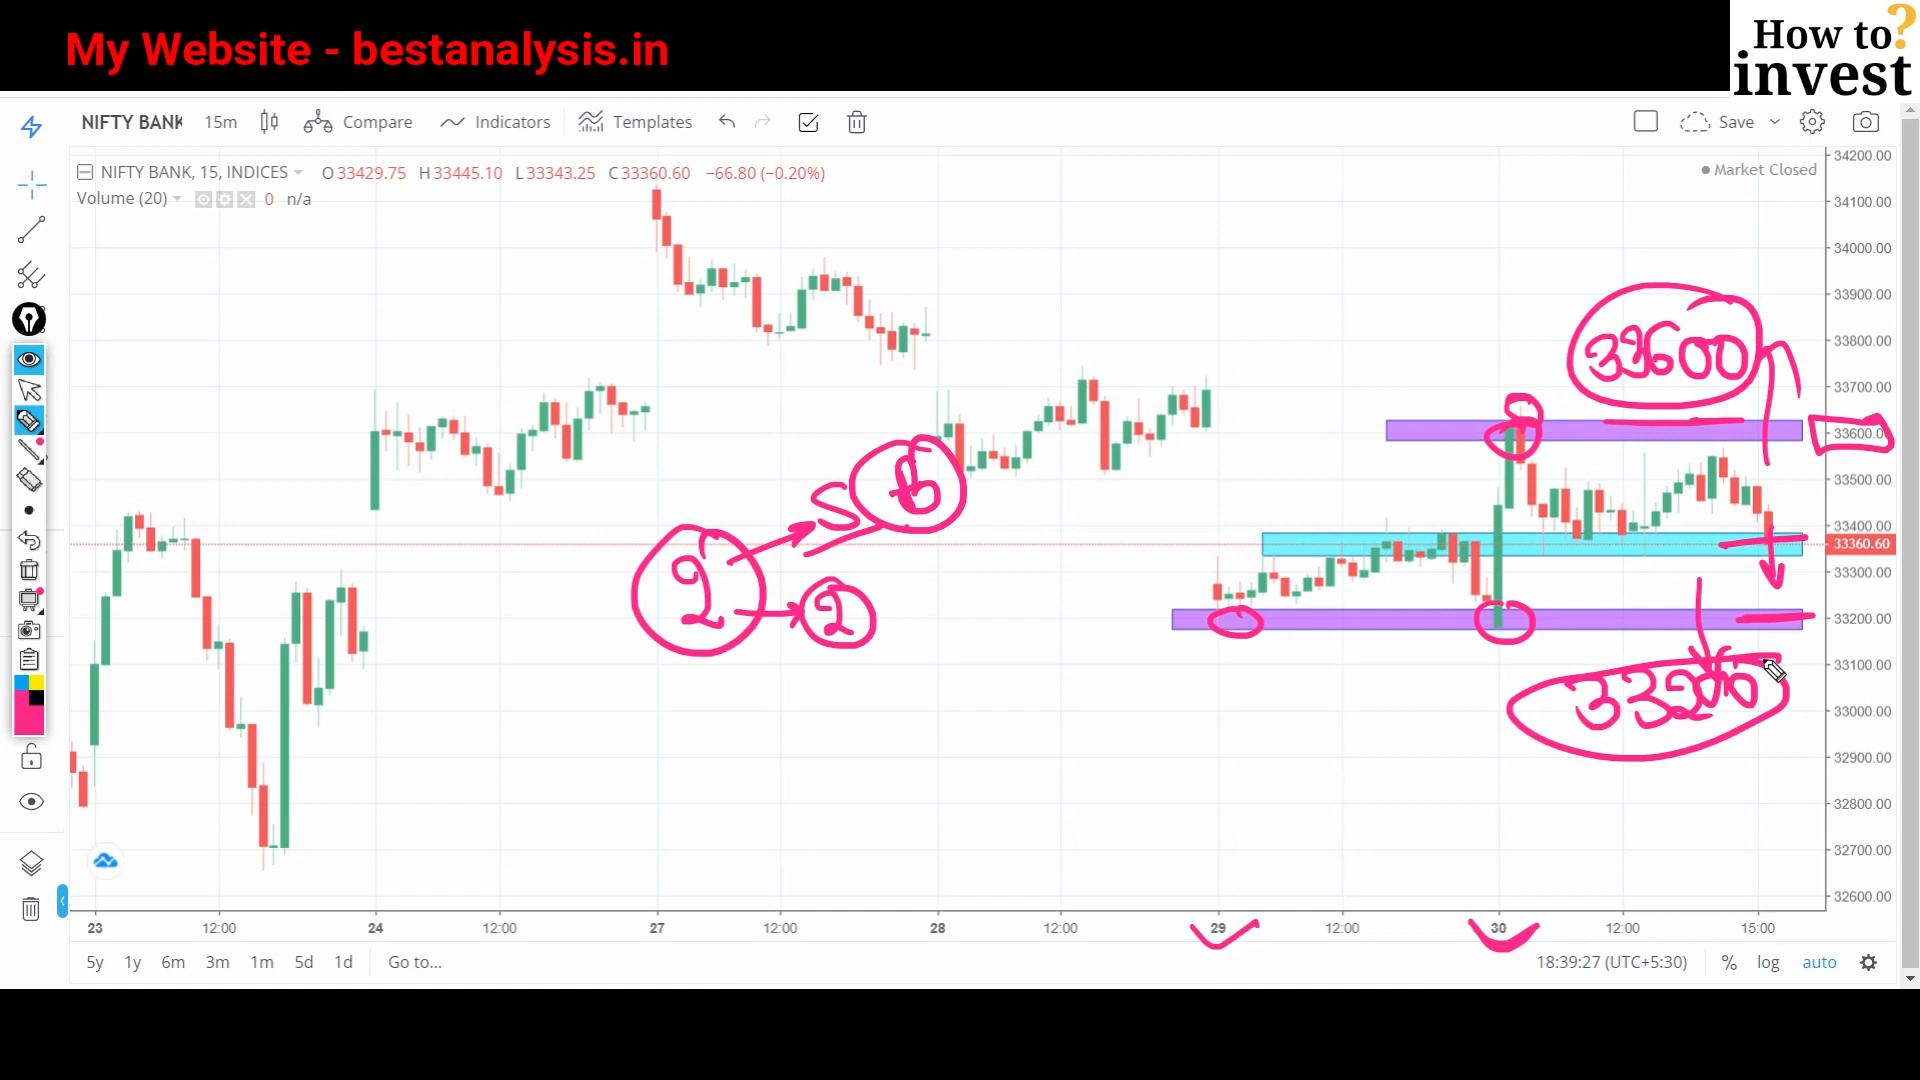 My Website - bestanalysis.in
How to?
invest
NIFTY BANK 15m Compare Indicators Templates Save
NIFTY BANK, 15, INDICES O33429.75 H33445.10 L33343.25 C33360.60 −66.80 (−0.20%)
Market Closed
Volume (20) 0 n/a
34200.00
34100.00
34000.00
33900.00
33800.00
33700.00
33600.00
33500.00
33400.00
33360.60
33300.00
33200.00
33100.00
33000.00
32900.00
32800.00
32700.00
32600.00
33600
2
2
23 12:00 24 12:00 27 12:00 28 12:00 29 12:00 30 12:00 15:00
5y 1y 6m 3m 1m 5d 1d Go to... 18:39:27 (UTC+5:30) % log auto